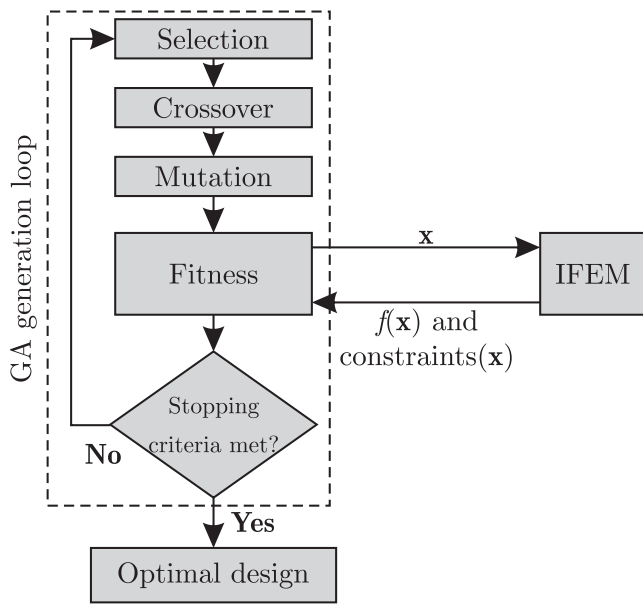 Selection
Crossover
Mutation
Fitness
GA generation loop
x
IFEM
f(x) and
constraints(x)
Stopping
criteria met?
No
Yes
Optimal design